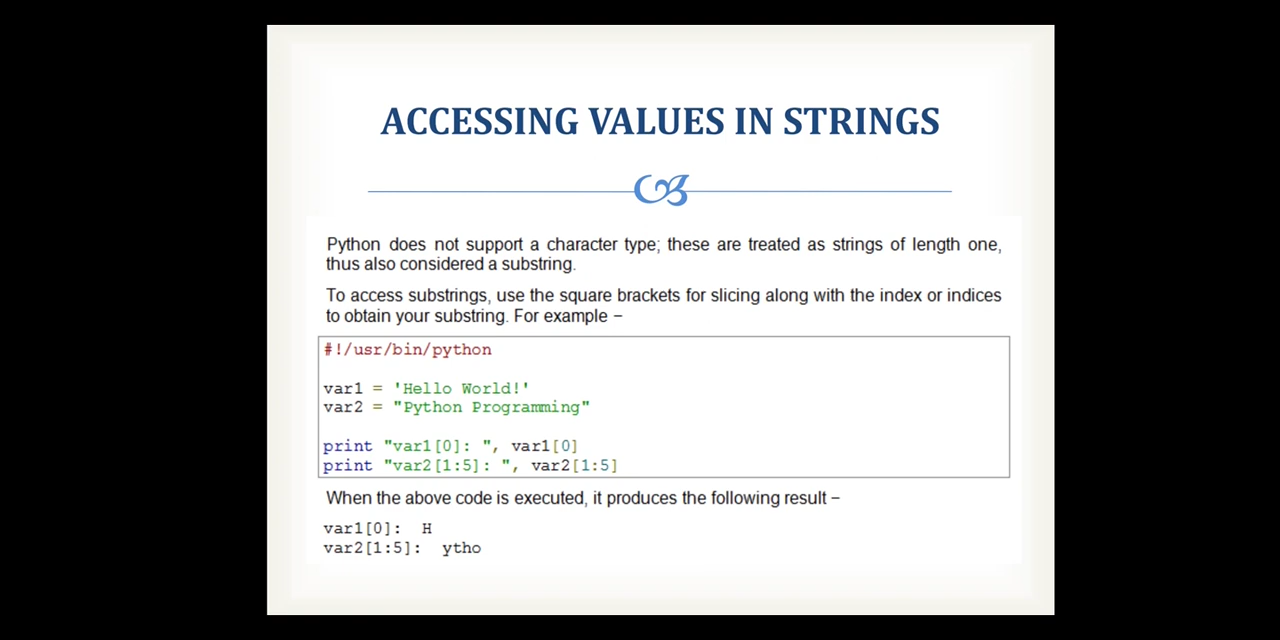 ACCESSING VALUES IN STRINGS
Python does not support a character type; these are treated as strings of length one,
thus also considered a substring.
To access substrings, use the square brackets for slicing along with the index or indices
to obtain your substring. For example −
#!/usr/bin/python
var1 = 'Hello World!'
var2 = "Python Programming"
print "var1[0]: ", var1[0]
print "var2[1:5]: ", var2[1:5]
When the above code is executed, it produces the following result −
var1[0]:  H
var2[1:5]:  ytho